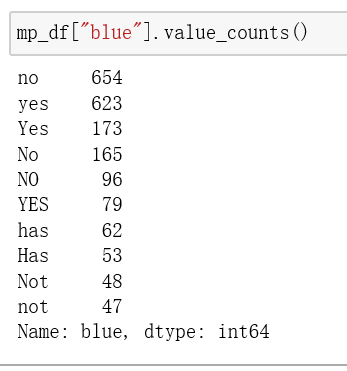 mp_df["blue"].value_counts()
no 654
yes 623
Yes 173
No 165
NO 96
YES 79
has 62
Has 53
Not 48
not 47
Name: blue, dtype: int64